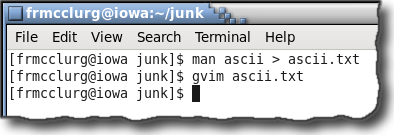 frmcclurg@iowa:~/junk
File Edit View Search Terminal Help
[frmcclurg@iowa junk]$ man ascii > ascii.txt
[frmcclurg@iowa junk]$ gvim ascii.txt
[frmcclurg@iowa junk]$